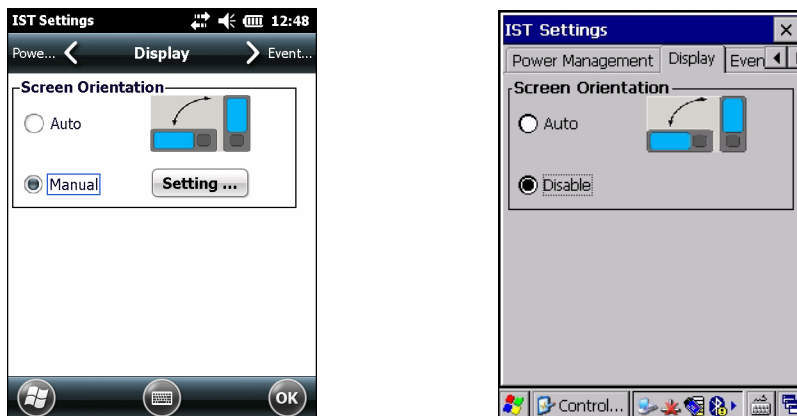 IST Settings 12:48
Powe... Display Event...
Screen Orientation
Auto
Manual Setting ...
OK
IST Settings
Power Management Display Even
Screen Orientation
Auto
Disable
Control...